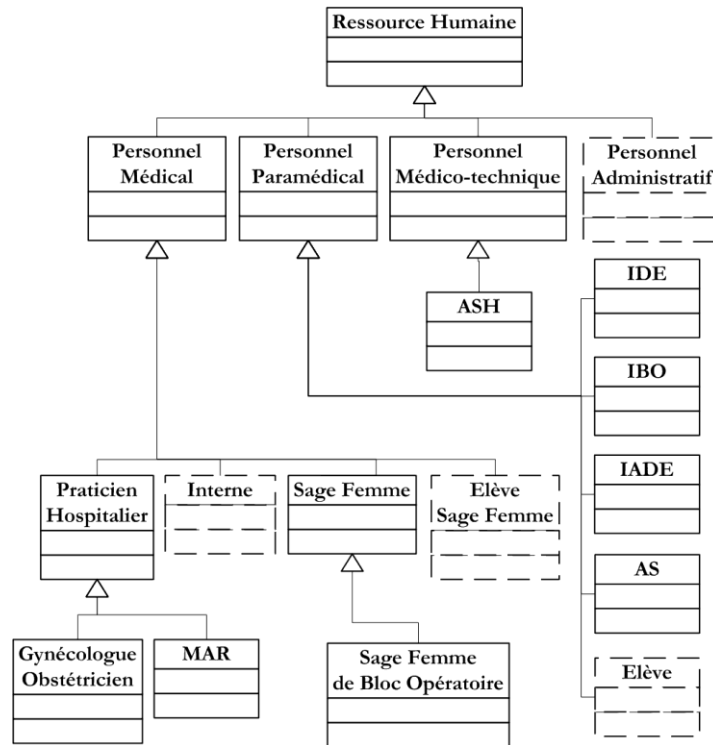 Ressource Humaine
Personnel
Médical
Personnel
Paramédical
Personnel
Médico-technique
Personnel
Administratif
ASH
IDE
IBO
IADE
AS
Elève
Praticien
Hospitalier
Interne
Sage Femme
Elève
Sage Femme
Gynécologue
Obstétricien
MAR
Sage Femme
de Bloc Opératoire